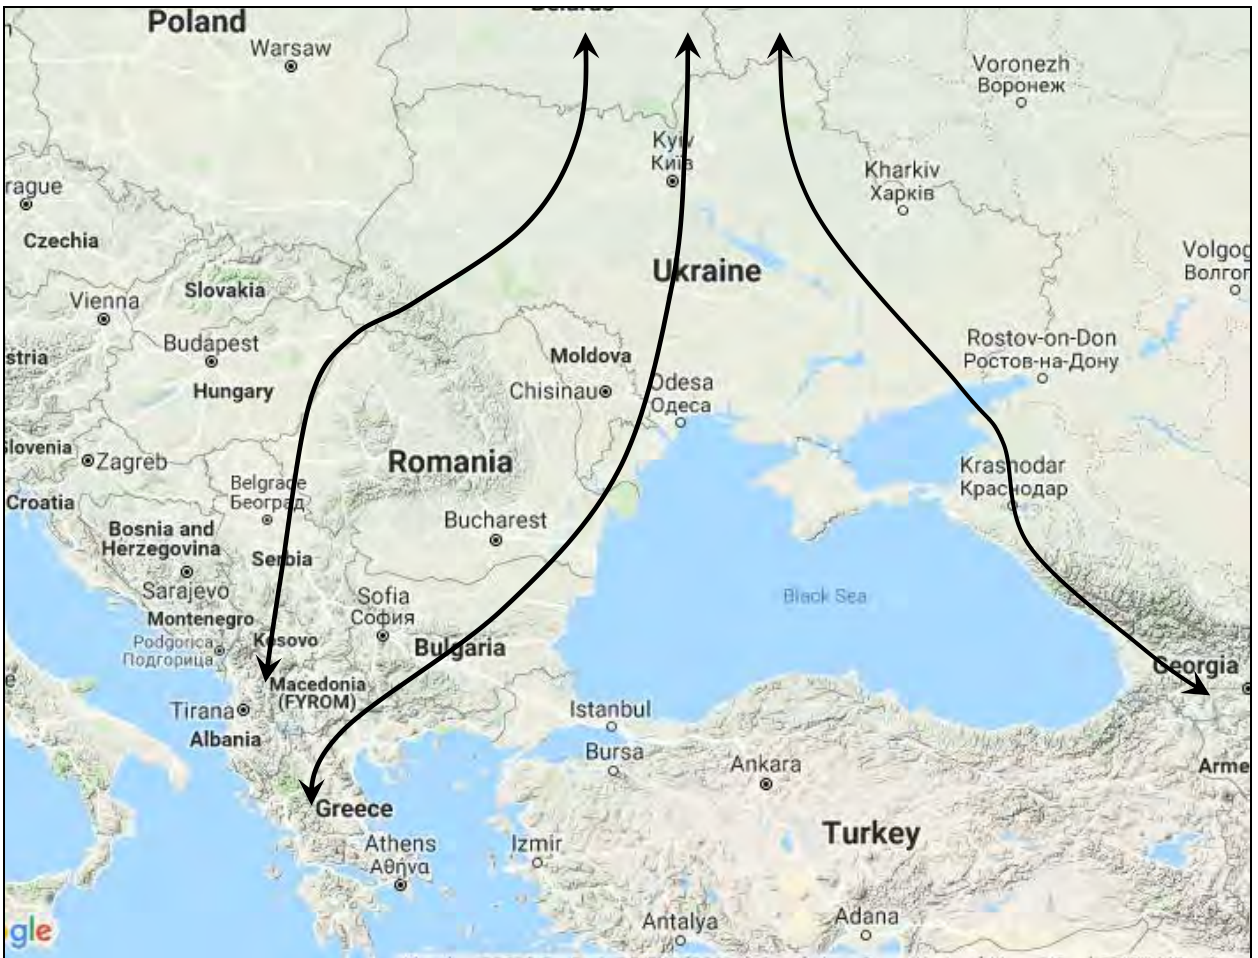 Belarus
Poland
Warsaw
Voronezh
Воронеж
Kyiv
Київ
Kharkiv
Харків
rague
Czechia
Volgog
Волгог
Ukraine
Slovakia
Vienna
Budapest
Rostov-on-Don
Ростов-на-Дону
stria
Moldova
Hungary
Chisinau
Odesa
Одеса
Slovenia
Zagreb
Romania
Krasnodar
Краснодар
Belgrade
Београд
Croatia
Bosnia and
Herzegovina
Bucharest
Serbia
Sarajevo
Sofia
София
Black Sea
Montenegro
Podgorica
Подгорица
Kosovo
Bulgaria
Georgia
Macedonia
(FYROM)
Tirana
Istanbul
Albania
Bursa
Ankara
Arme
Greece
Athens
Αθήνα
Izmir
Turkey
Antalya
Adana
gle